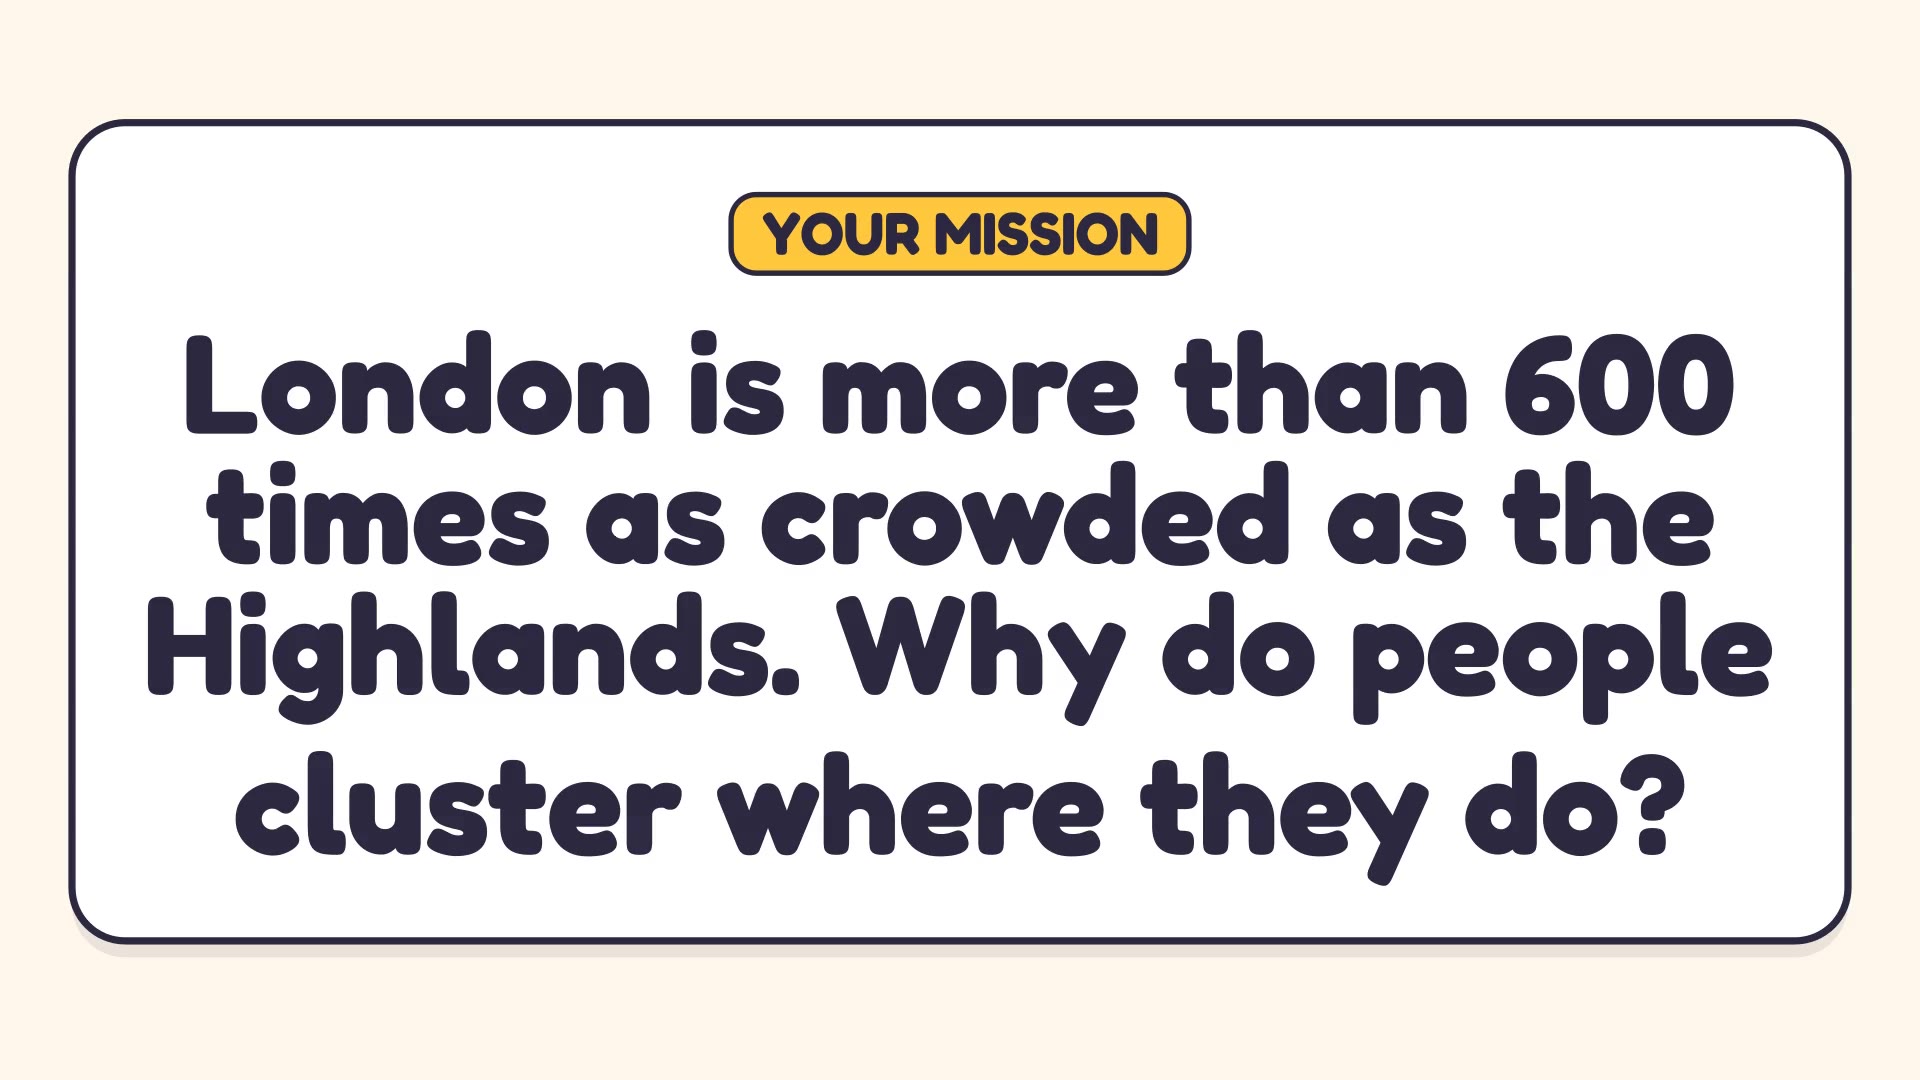 YOUR MISSION
London is more than 600
times as crowded as the
Highlands. Why do people
cluster where they do?